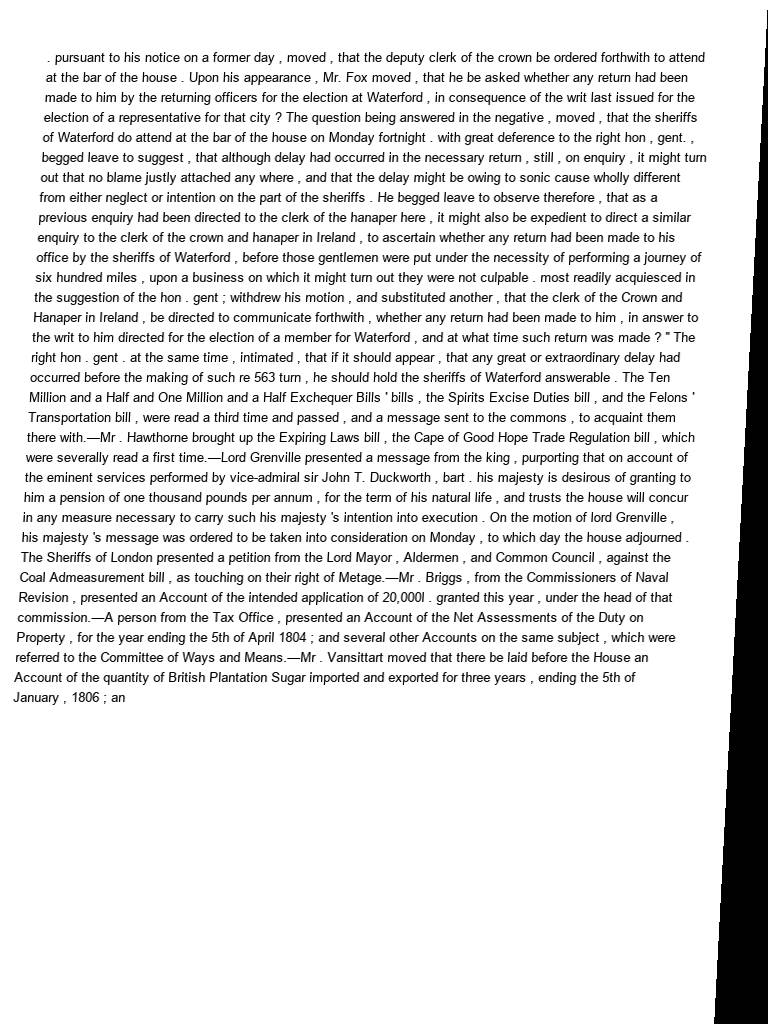 . pursuant to his notice on a former day , moved , that the deputy clerk of the crown be ordered forthwith to attend
at the bar of the house . Upon his appearance , Mr. Fox moved , that he be asked whether any return had been
made to him by the returning officers for the election at Waterford , in consequence of the writ last issued for the
election of a representative for that city ? The question being answered in the negative , moved , that the sheriffs
of Waterford do attend at the bar of the house on Monday fortnight . with great deference to the right hon , gent. ,
begged leave to suggest , that although delay had occurred in the necessary return , still , on enquiry , it might turn
out that no blame justly attached any where , and that the delay might be owing to sonic cause wholly different
from either neglect or intention on the part of the sheriffs . He begged leave to observe therefore , that as a
previous enquiry had been directed to the clerk of the hanaper here , it might also be expedient to direct a similar
enquiry to the clerk of the crown and hanaper in Ireland , to ascertain whether any return had been made to his
office by the sheriffs of Waterford , before those gentlemen were put under the necessity of performing a journey of
six hundred miles , upon a business on which it might turn out they were not culpable . most readily acquiesced in
the suggestion of the hon . gent ; withdrew his motion , and substituted another , that the clerk of the Crown and
Hanaper in Ireland , be directed to communicate forthwith , whether any return had been made to him , in answer to
the writ to him directed for the election of a member for Waterford , and at what time such return was made ? " The
right hon . gent . at the same time , intimated , that if it should appear , that any great or extraordinary delay had
occurred before the making of such re 563 turn , he should hold the sheriffs of Waterford answerable . The Ten
Million and a Half and One Million and a Half Exchequer Bills ' bills , the Spirits Excise Duties bill , and the Felons '
Transportation bill , were read a third time and passed , and a message sent to the commons , to acquaint them
there with.—Mr . Hawthorne brought up the Expiring Laws bill , the Cape of Good Hope Trade Regulation bill , which
were severally read a first time.—Lord Grenville presented a message from the king , purporting that on account of
the eminent services performed by vice-admiral sir John T. Duckworth , bart . his majesty is desirous of granting to
him a pension of one thousand pounds per annum , for the term of his natural life , and trusts the house will concur
in any measure necessary to carry such his majesty 's intention into execution . On the motion of lord Grenville ,
his majesty 's message was ordered to be taken into consideration on Monday , to which day the house adjourned .
The Sheriffs of London presented a petition from the Lord Mayor , Aldermen , and Common Council , against the
Coal Admeasurement bill , as touching on their right of Metage.—Mr . Briggs , from the Commissioners of Naval
Revision , presented an Account of the intended application of 20,000l . granted this year , under the head of that
commission.—A person from the Tax Office , presented an Account of the Net Assessments of the Duty on
Property , for the year ending the 5th of April 1804 ; and several other Accounts on the same subject , which were
referred to the Committee of Ways and Means.—Mr . Vansittart moved that there be laid before the House an
Account of the quantity of British Plantation Sugar imported and exported for three years , ending the 5th of
January , 1806 ; an